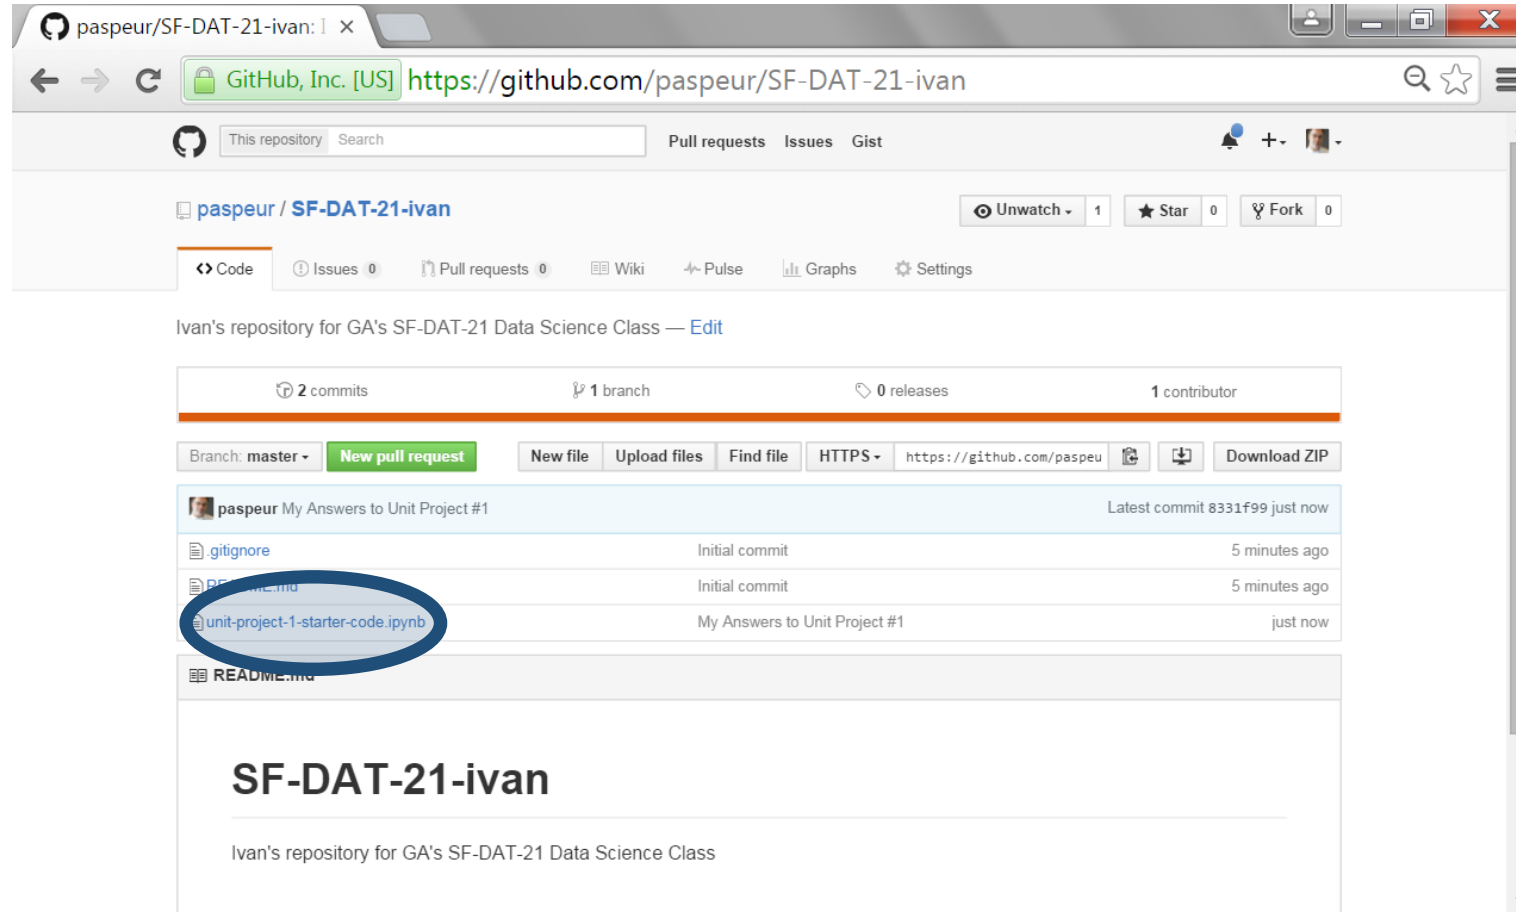 paspeur/SF-DAT-21-ivan:
GitHub, Inc. [US] https://github.com/paspeur/SF-DAT-21-ivan
This repository Search Pull requests Issues Gist
paspeur / SF-DAT-21-ivan Unwatch 1 Star 0 Fork 0
Code Issues 0 Pull requests 0 Wiki Pulse Graphs Settings
Ivan's repository for GA's SF-DAT-21 Data Science Class — Edit
2 commits 1 branch 0 releases 1 contributor
Branch: master New pull request New file Upload files Find file HTTPS https://github.com/paspeu Download ZIP
paspeur My Answers to Unit Project #1 Latest commit 8331f99 just now
.gitignore Initial commit 5 minutes ago
README.md Initial commit 5 minutes ago
unit-project-1-starter-code.ipynb My Answers to Unit Project #1 just now
README.md
SF-DAT-21-ivan
Ivan's repository for GA's SF-DAT-21 Data Science Class